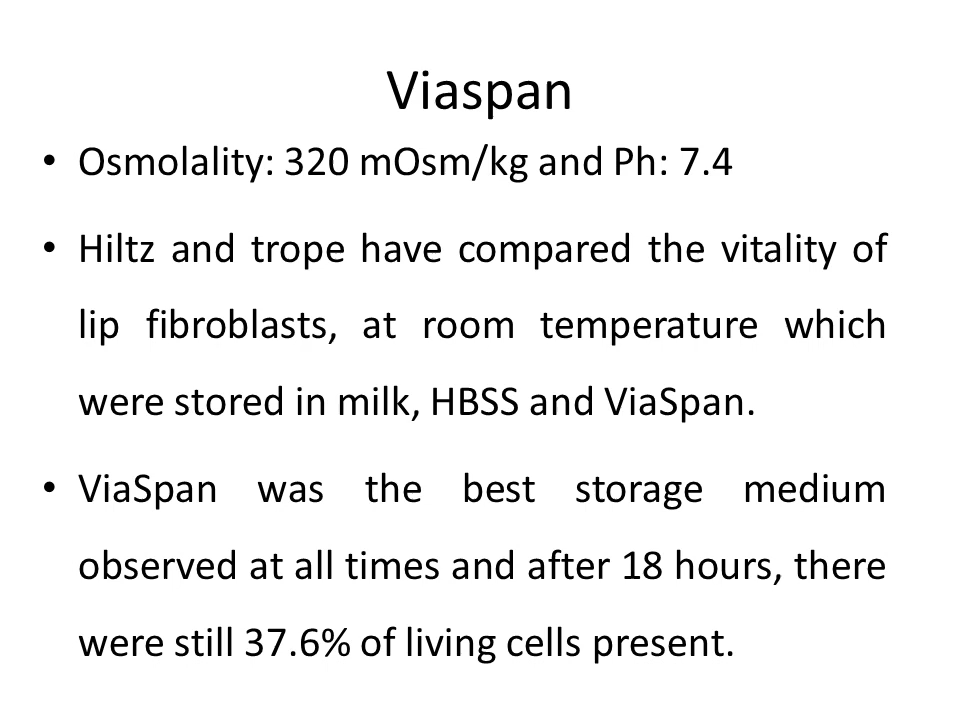 Viaspan
• Osmolality: 320 mOsm/kg and Ph: 7.4
• Hiltz and trope have compared the vitality of
lip fibroblasts, at room temperature which
were stored in milk, HBSS and ViaSpan.
• ViaSpan was the best storage medium
observed at all times and after 18 hours, there
were still 37.6% of living cells present.